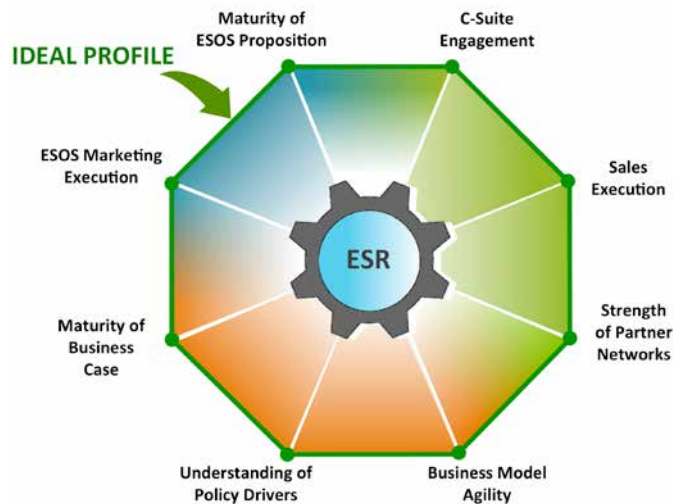 Maturity of
ESOS Proposition
C-Suite
Engagement
IDEAL PROFILE
ESOS Marketing
Execution
Sales
Execution
ESR
Maturity of
Business
Case
Strength
of Partner
Networks
Understanding of
Policy Drivers
Business Model
Agility